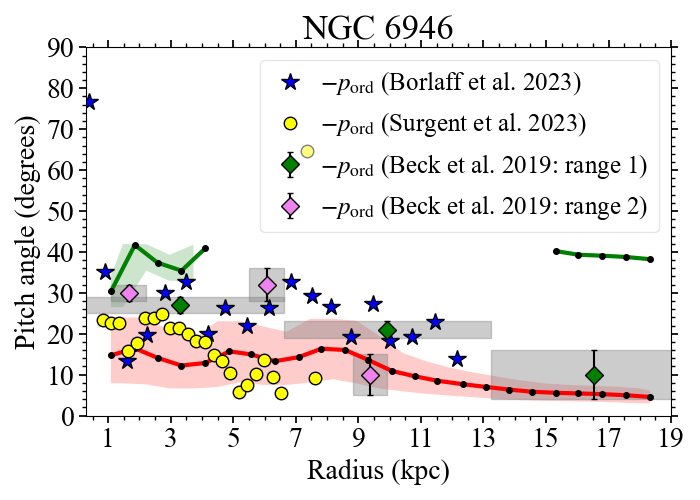 NGC 6946
90
80
70
60
50
40
30
20
10
0
Pitch angle (degrees)
−p_ord (Borlaff et al. 2023)
−p_ord (Surgent et al. 2023)
−p_ord (Beck et al. 2019: range 1)
−p_ord (Beck et al. 2019: range 2)
1 3 5 7 9 11 13 15 17 19
Radius (kpc)